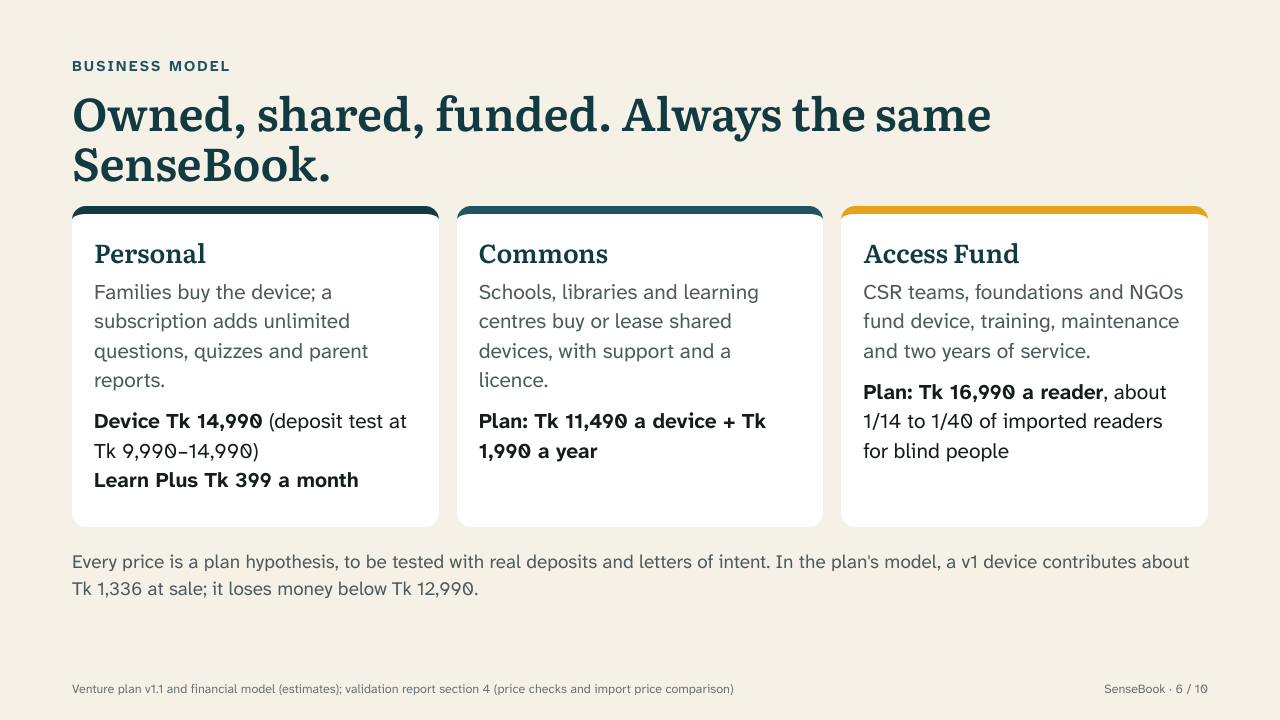 BUSINESS MODEL
Owned, shared, funded. Always the same
SenseBook.
Personal
Families buy the device; a
subscription adds unlimited
questions, quizzes and parent
reports.
Device Tk 14,990 (deposit test at
Tk 9,990–14,990)
Learn Plus Tk 399 a month
Commons
Schools, libraries and learning
centres buy or lease shared
devices, with support and a
licence.
Plan: Tk 11,490 a device + Tk
1,990 a year
Access Fund
CSR teams, foundations and NGOs
fund device, training, maintenance
and two years of service.
Plan: Tk 16,990 a reader, about
1/14 to 1/40 of imported readers
for blind people
Every price is a plan hypothesis, to be tested with real deposits and letters of intent. In the plan's model, a v1 device contributes about
Tk 1,336 at sale; it loses money below Tk 12,990.
Venture plan v1.1 and financial model (estimates); validation report section 4 (price checks and import price comparison)
SenseBook · 6 / 10